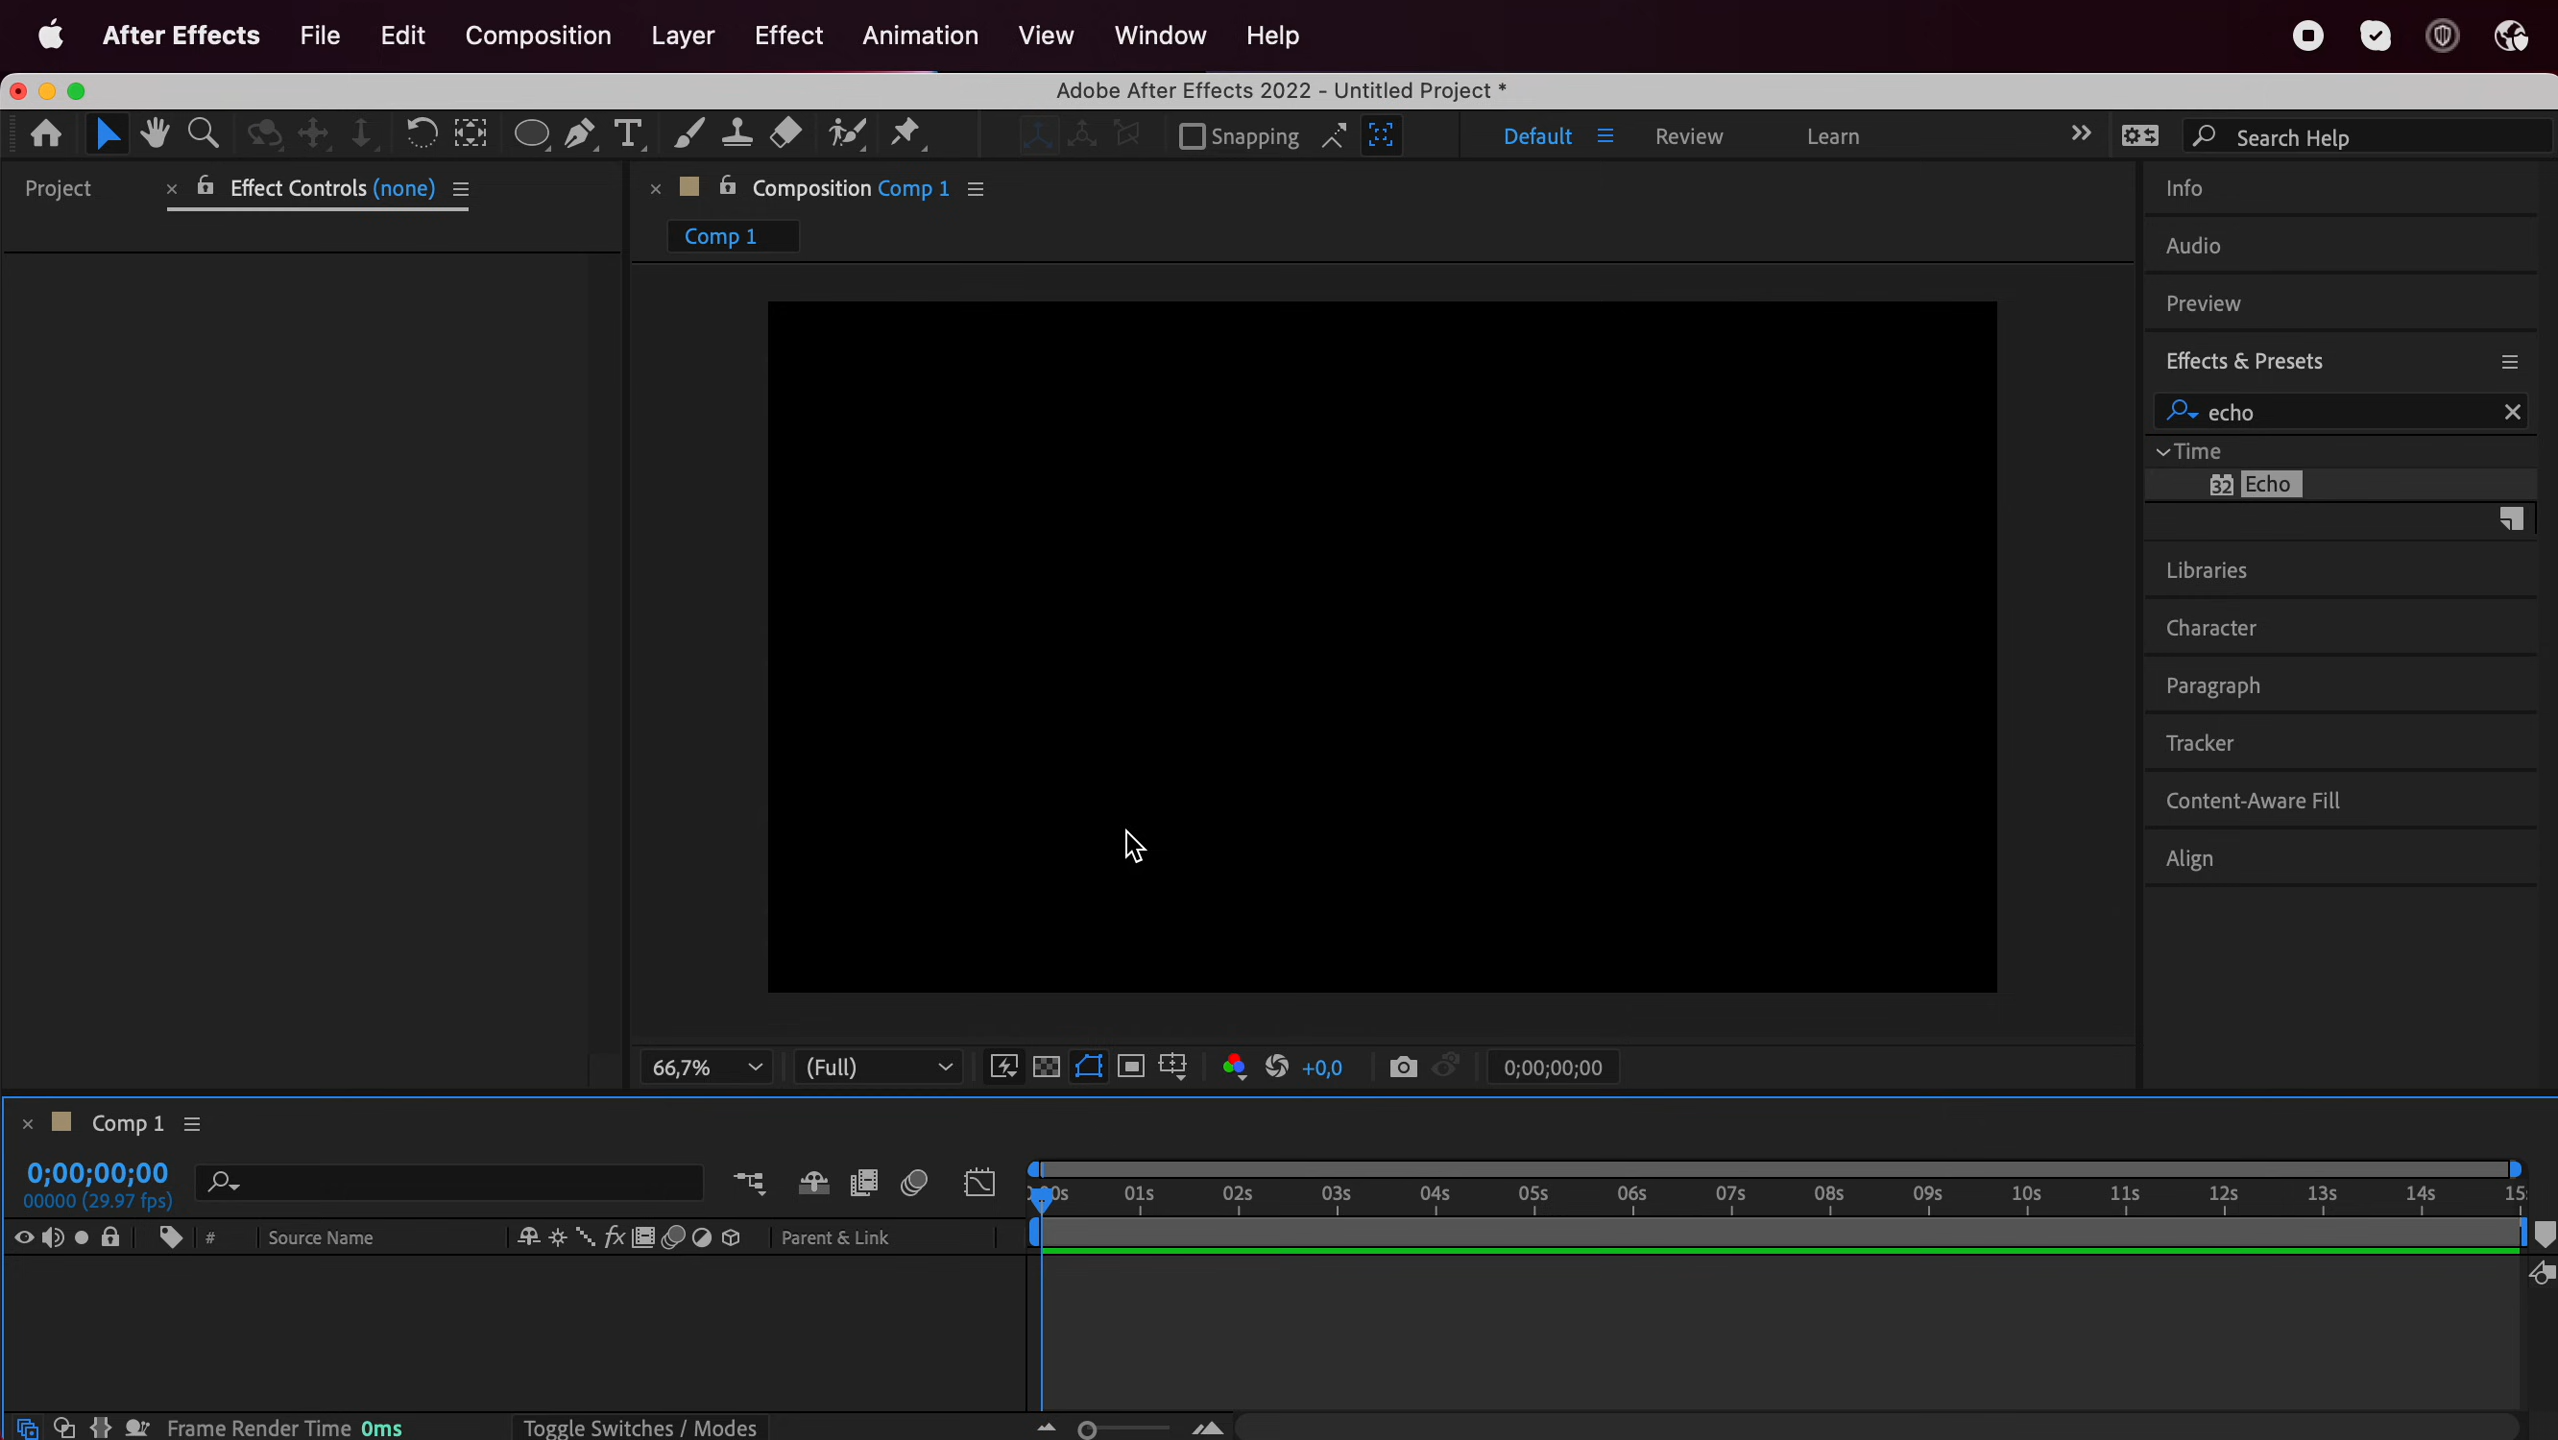 After Effects File Edit Composition Layer Effect Animation View Window Help
Adobe After Effects 2022 - Untitled Project *
Snapping Default Review Learn Search Help
Project Effect Controls (none)
Composition Comp 1
Comp 1
Info
Audio
Preview
Effects & Presets
echo
Time
32 Echo
Libraries
Character
Paragraph
Tracker
Content-Aware Fill
Align
66,7% (Full) +0,0 0;00;00;00
Comp 1
0;00;00;00
00000 (29.97 fps)
01s 02s 03s 04s 05s 06s 07s 08s 09s 10s 11s 12s 13s 14s
# Source Name fx Parent & Link
Frame Render Time 0ms Toggle Switches / Modes